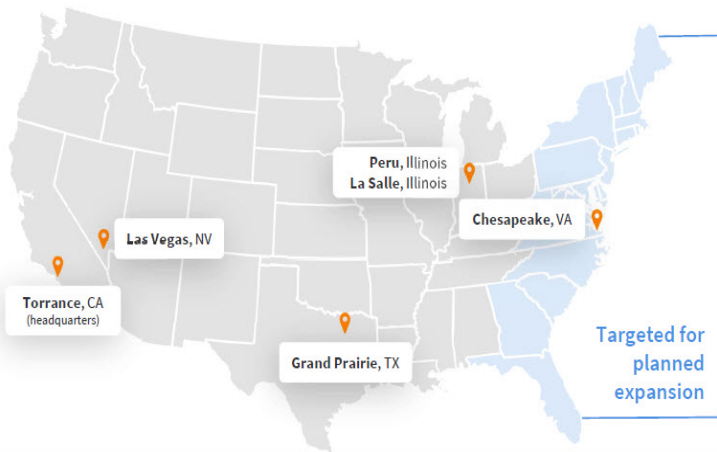 Peru, Illinois
La Salle, Illinois
Chesapeake, VA
Las Vegas, NV
Torrance, CA
(headquarters)
Grand Prairie, TX
Targeted for
planned
expansion